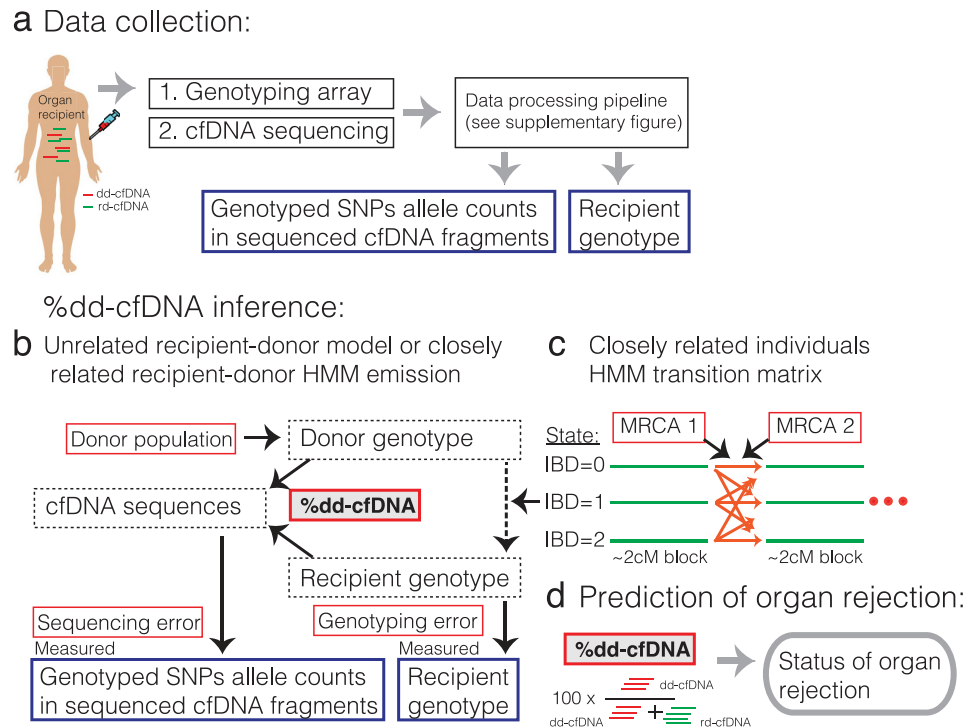 a Data collection:
Organ
recipient
dd-cfDNA
rd-cfDNA
1. Genotyping array
2. cfDNA sequencing
Data processing pipeline
(see supplementary figure)
Genotyped SNPs allele counts
in sequenced cfDNA fragments
Recipient
genotype
%dd-cfDNA inference:
b Unrelated recipient-donor model or closely
related recipient-donor HMM emission
Donor population
Donor genotype
cfDNA sequences
%dd-cfDNA
Recipient genotype
Sequencing error
Genotyping error
Measured
Measured
Genotyped SNPs allele counts
in sequenced cfDNA fragments
Recipient
genotype
c Closely related individuals
HMM transition matrix
State:
MRCA 1
MRCA 2
IBD=0
IBD=1
IBD=2
~2cM block
~2cM block
d Prediction of organ rejection:
%dd-cfDNA
100 x
dd-cfDNA
dd-cfDNA
+
rd-cfDNA
Status of organ
rejection